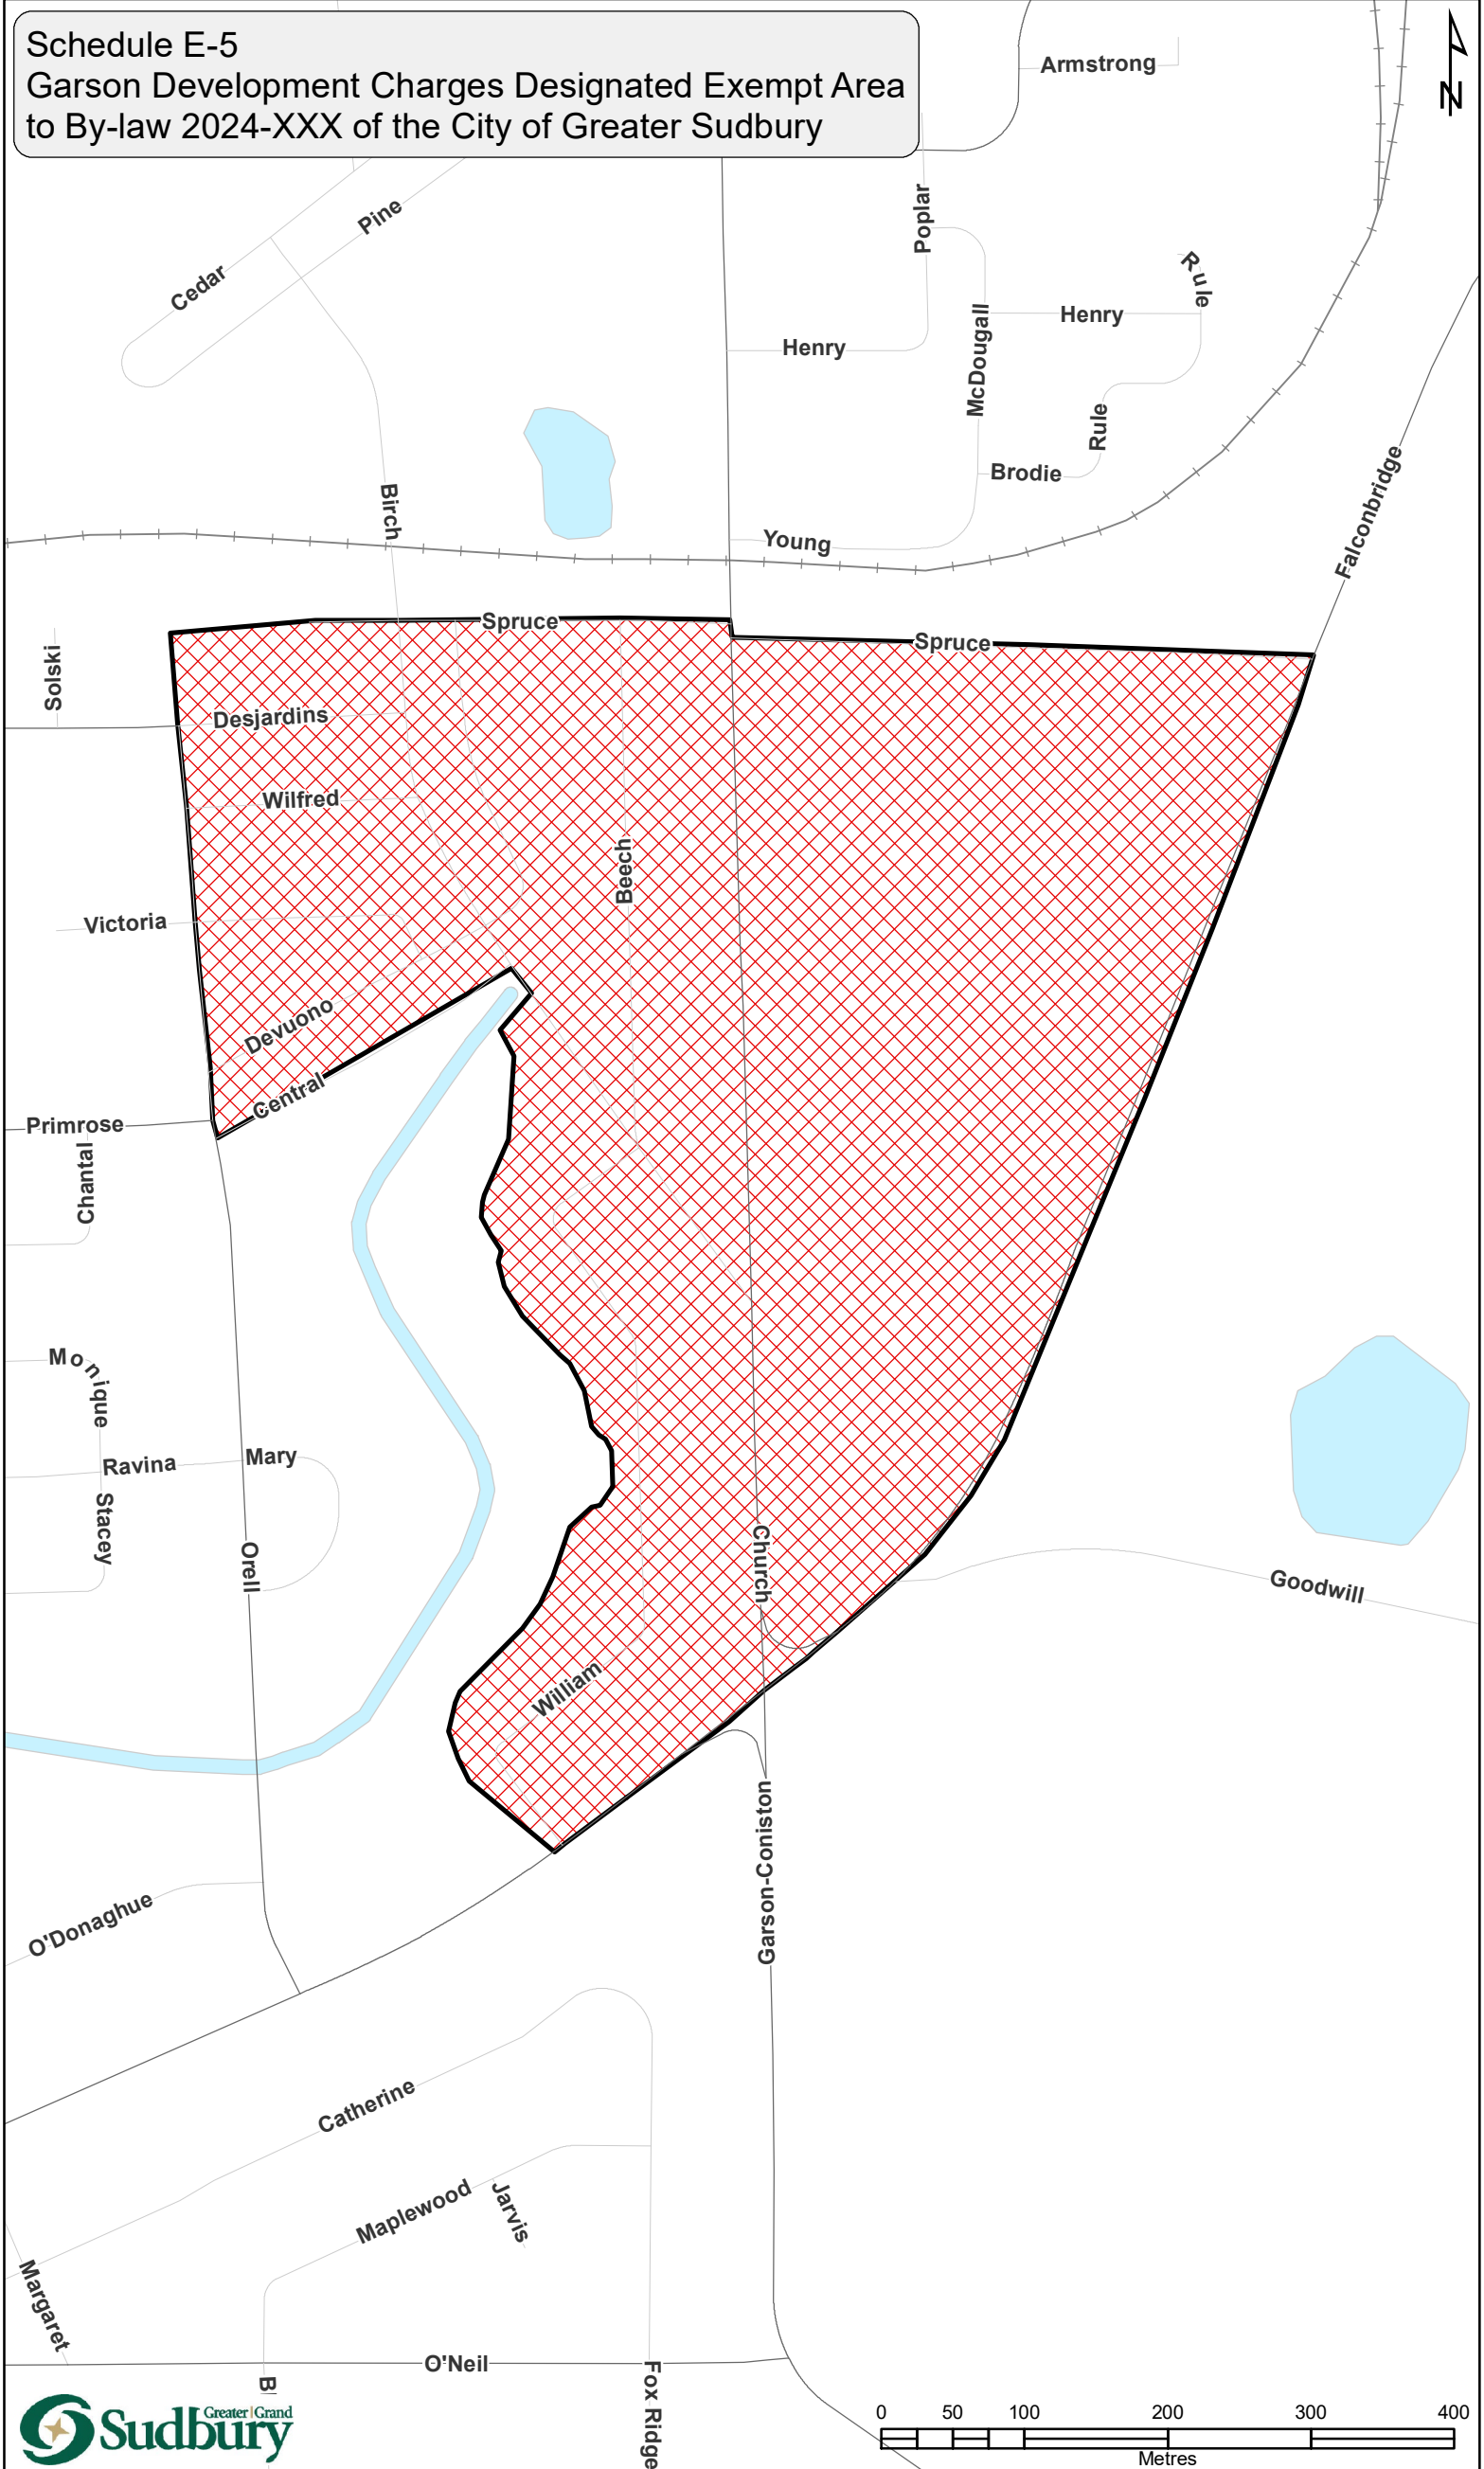 Schedule E-5
Garson Development Charges Designated Exempt Area
to By-law 2024-XXX of the City of Greater Sudbury
N
Armstrong
Pine
Cedar
Poplar
Rule
Henry
Henry
McDougall
Rule
Brodie
Birch
Young
Falconbridge
Spruce
Spruce
Solski
Desjardins
Wilfred
Beech
Victoria
Devuono
Central
Primrose
Chantal
Monique
Mary
Ravina
Stacey
Orell
Church
Goodwill
William
Garson-Coniston
O'Donaghue
Catherine
Maplewood
Jarvis
Margaret
O'Neil
B
Fox Ridge
Greater Grand
Sudbury
0 50 100 200 300 400
Metres